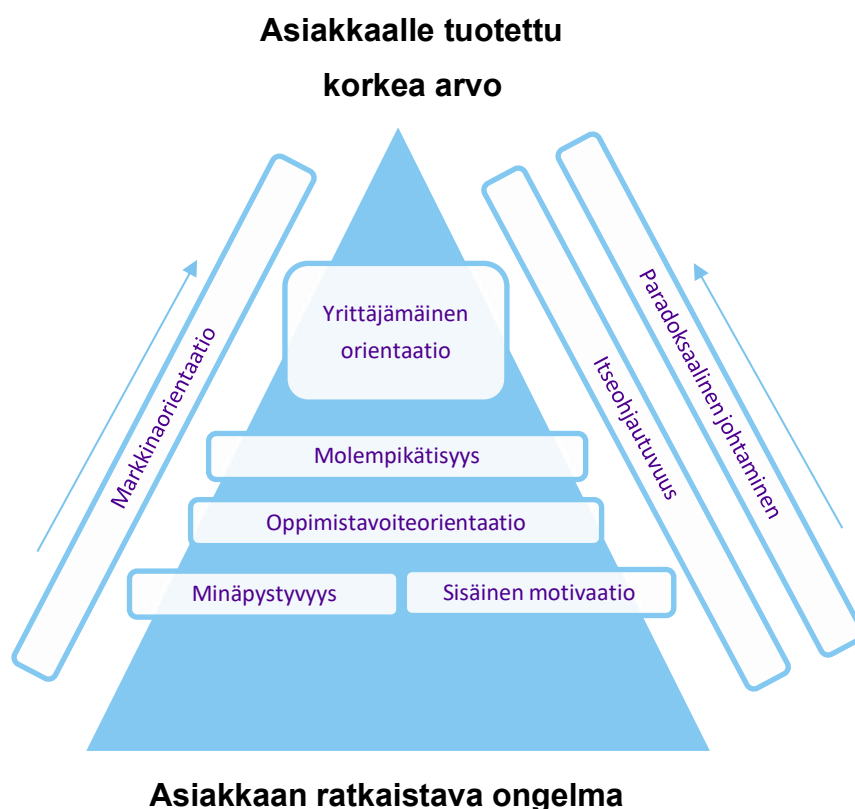 Asiakkaalle tuotettu
korkea arvo
Markkinaorientaatio
Yrittäjämäinen
orientaatio
Molempikätisyys
Oppimistavoiteorientaatio
Minäpystyvyys
Sisäinen motivaatio
Itseohjautuvuus
Paradoksaalinen johtaminen
Asiakkaan ratkaistava ongelma